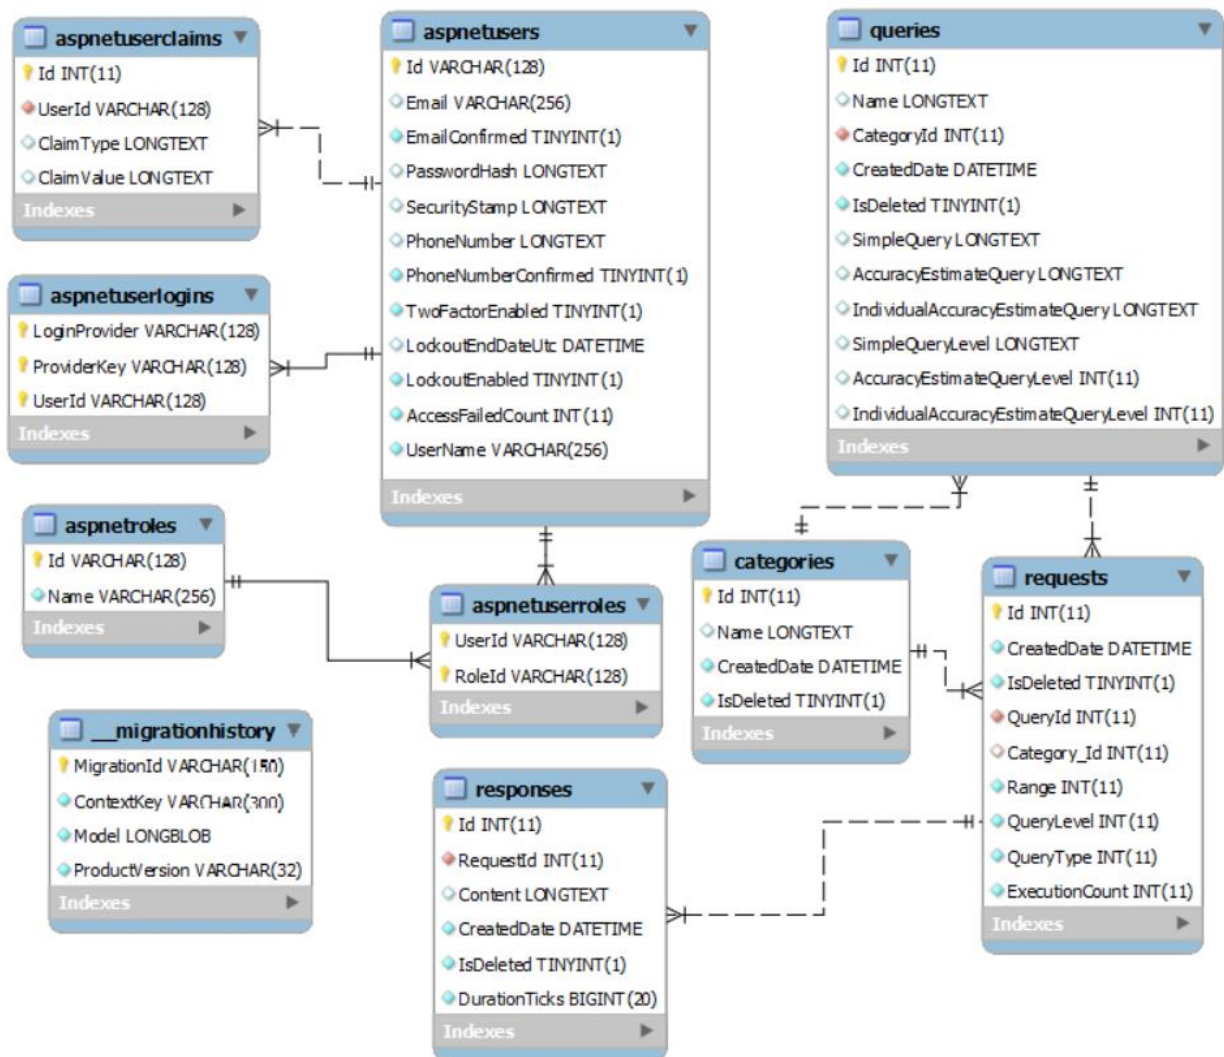 aspnetuserclaims
Id INT(11)
UserId VARCHAR(128)
ClaimType LONGTEXT
ClaimValue LONGTEXT
Indexes
aspnetusers
Id VARCHAR(128)
Email VARCHAR(256)
EmailConfirmed TINYINT(1)
PasswordHash LONGTEXT
SecurityStamp LONGTEXT
PhoneNumber LONGTEXT
PhoneNumberConfirmed TINYINT(1)
TwoFactorEnabled TINYINT(1)
LockoutEndDateUtc DATETIME
LockoutEnabled TINYINT(1)
AccessFailedCount INT(11)
UserName VARCHAR(256)
Indexes
queries
Id INT(11)
Name LONGTEXT
CategoryId INT(11)
CreatedDate DATETIME
IsDeleted TINYINT(1)
SimpleQuery LONGTEXT
AccuracyEstimateQuery LONGTEXT
IndividualAccuracyEstimateQuery LONGTEXT
SimpleQueryLevel LONGTEXT
AccuracyEstimateQueryLevel INT(11)
IndividualAccuracyEstimateQueryLevel INT(11)
Indexes
aspnetuserlogins
LoginProvider VARCHAR(128)
ProviderKey VARCHAR(128)
UserId VARCHAR(128)
Indexes
aspnetroles
Id VARCHAR(128)
Name VARCHAR(256)
Indexes
aspnetuserroles
UserId VARCHAR(128)
RoleId VARCHAR(128)
Indexes
categories
Id INT(11)
Name LONGTEXT
CreatedDate DATETIME
IsDeleted TINYINT(1)
Indexes
requests
Id INT(11)
CreatedDate DATETIME
IsDeleted TINYINT(1)
QueryId INT(11)
Category_Id INT(11)
Range INT(11)
QueryLevel INT(11)
QueryType INT(11)
ExecutionCount INT(11)
Indexes
__migrationhistory
MigrationId VARCHAR(150)
ContextKey VARCHAR(300)
Model LONGBLOB
ProductVersion VARCHAR(32)
Indexes
responses
Id INT(11)
RequestId INT(11)
Content LONGTEXT
CreatedDate DATETIME
IsDeleted TINYINT(1)
DurationTicks BIGINT(20)
Indexes